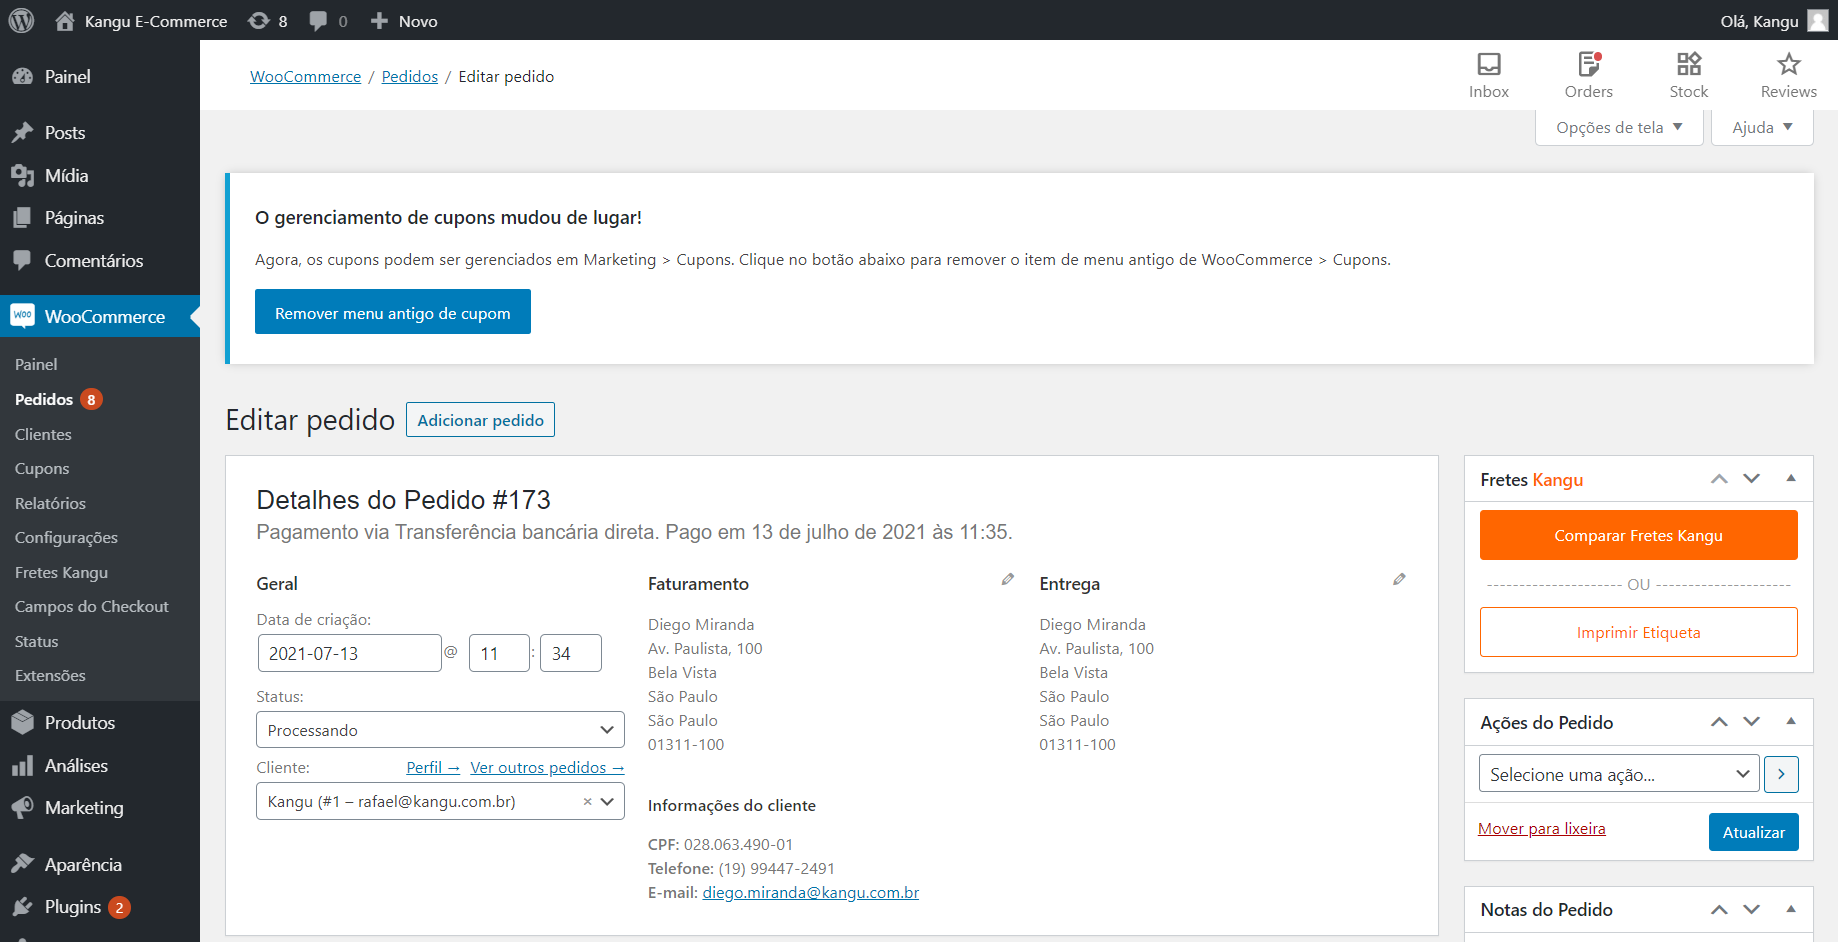 Kangu E-Commerce 8 0 Novo Olá, Kangu
Painel
Posts
Mídia
Páginas
Comentários
WooCommerce
Painel
Pedidos 8
Clientes
Cupons
Relatórios
Configurações
Fretes Kangu
Campos do Checkout
Status
Extensões
Produtos
Análises
Marketing
Aparência
Plugins 2
WooCommerce / Pedidos / Editar pedido
Inbox
Orders
Stock
Reviews
Opções de tela
Ajuda
O gerenciamento de cupons mudou de lugar!
Agora, os cupons podem ser gerenciados em Marketing > Cupons. Clique no botão abaixo para remover o item de menu antigo de WooCommerce > Cupons.
Remover menu antigo de cupom
Editar pedido Adicionar pedido
Detalhes do Pedido #173
Pagamento via Transferência bancária direta. Pago em 13 de julho de 2021 às 11:35.
Geral
Data de criação:
2021-07-13 @ 11 : 34
Status:
Processando
Cliente: Perfil → Ver outros pedidos →
Kangu (#1 – rafael@kangu.com.br) ×
Faturamento
Diego Miranda
Av. Paulista, 100
Bela Vista
São Paulo
São Paulo
01311-100
Informações do cliente
CPF: 028.063.490-01
Telefone: (19) 99447-2491
E-mail: diego.miranda@kangu.com.br
Entrega
Diego Miranda
Av. Paulista, 100
Bela Vista
São Paulo
São Paulo
01311-100
Fretes Kangu
Comparar Fretes Kangu
--------------------- OU ---------------------
Imprimir Etiqueta
Ações do Pedido
Selecione uma ação...
Mover para lixeira
Atualizar
Notas do Pedido